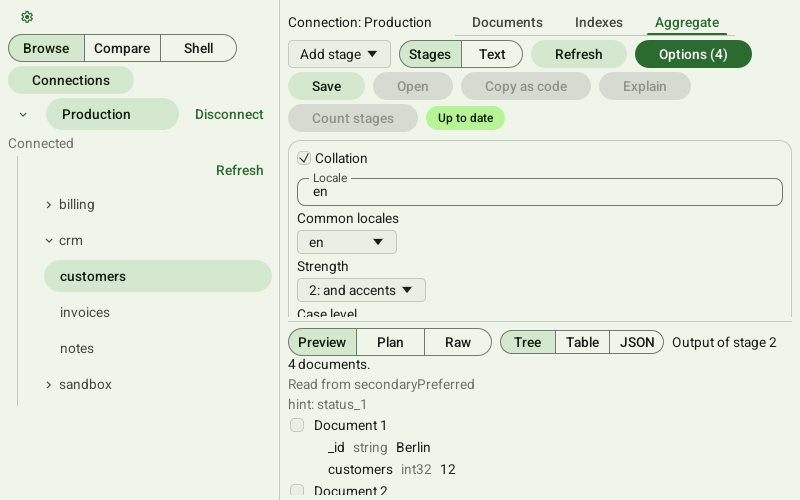 Browse Compare Shell
Connections
Production Disconnect
Connected
Refresh
billing
crm
customers
invoices
notes
sandbox
Connection: Production Documents Indexes Aggregate
Add stage Stages Text Refresh Options (4)
Save Open Copy as code Explain
Count stages Up to date
Collation
Locale
en
Common locales
en
Strength
2: and accents
Case level
Preview Plan Raw Tree Table JSON Output of stage 2
4 documents.
Read from secondaryPreferred
hint: status_1
Document 1
_id string Berlin
customers int32 12
Document 2